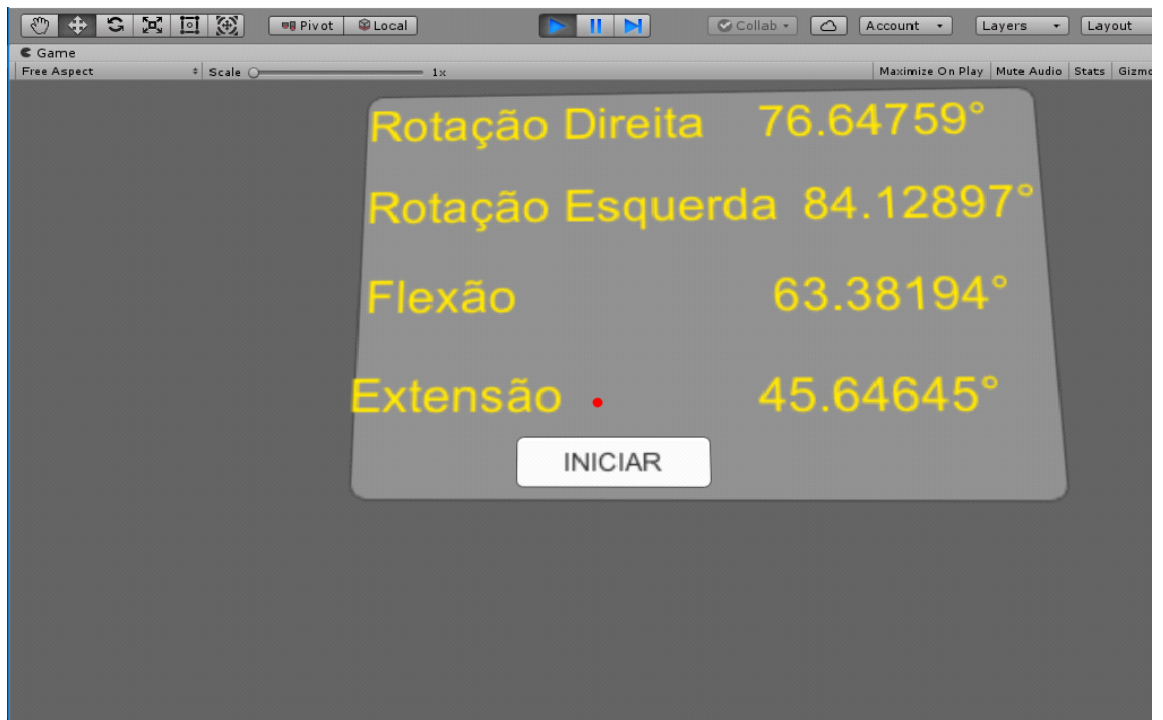 Pivot Local Collab Account Layers Layout
Game
Free Aspect Scale 1x Maximize On Play Mute Audio Stats Gizmo
Rotação Direita 76.64759°
Rotação Esquerda 84.12897°
Flexão 63.38194°
Extensão 45.64645°
INICIAR